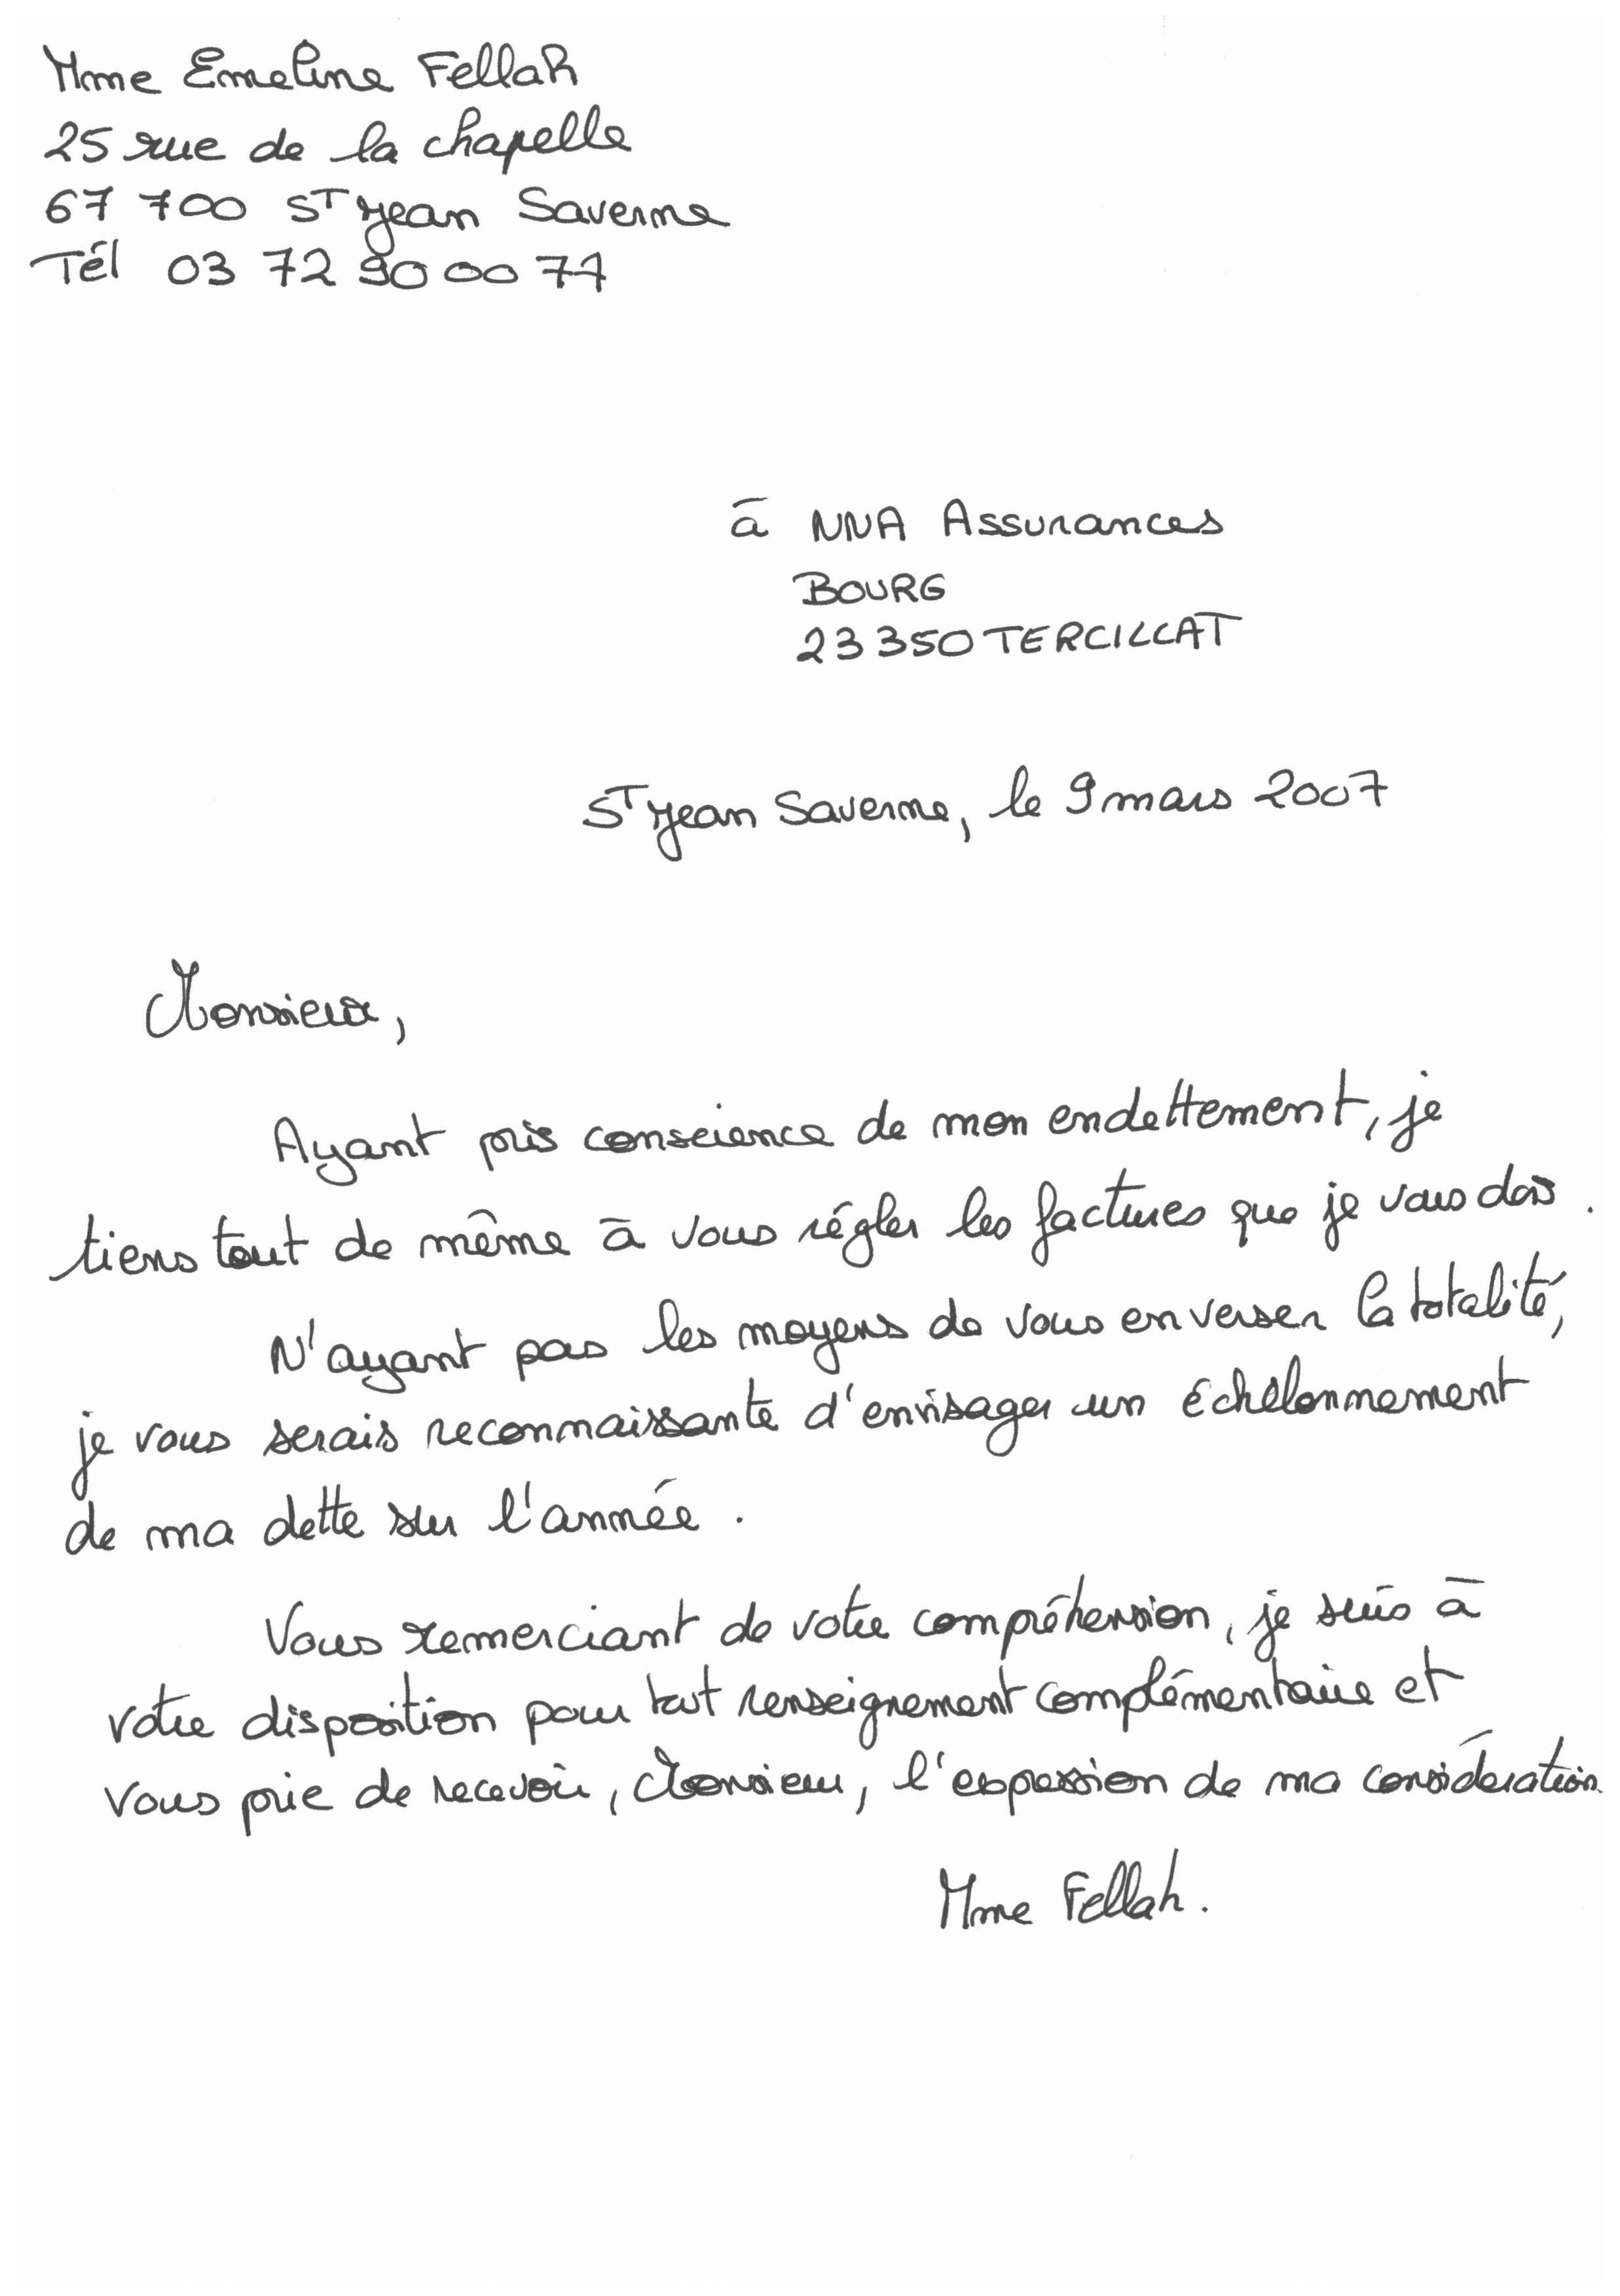 Mme Emeline Fellah
25 rue de la chapelle
67 700 ST Jean Saverne
Tél 03 72 90 00 77
à NNA Assurances
BOURG
23 350 TERCILLAT
ST Jean Saverne, le 9 mars 2007
Monsieur,
Ayant pris conscience de mon endettement, je
tiens tout de même à vous régler les factures que je vous dois.
N'ayant pas les moyens de vous en verser la totalité,
je vous serais reconnaissante d'envisager un échelonnement
de ma dette sur l'année.
Vous remerciant de votre compréhension, je suis à
votre disposition pour tout renseignement complémentaire et
vous prie de recevoir, Monsieur, l'expression de ma considération
Mme Fellah.